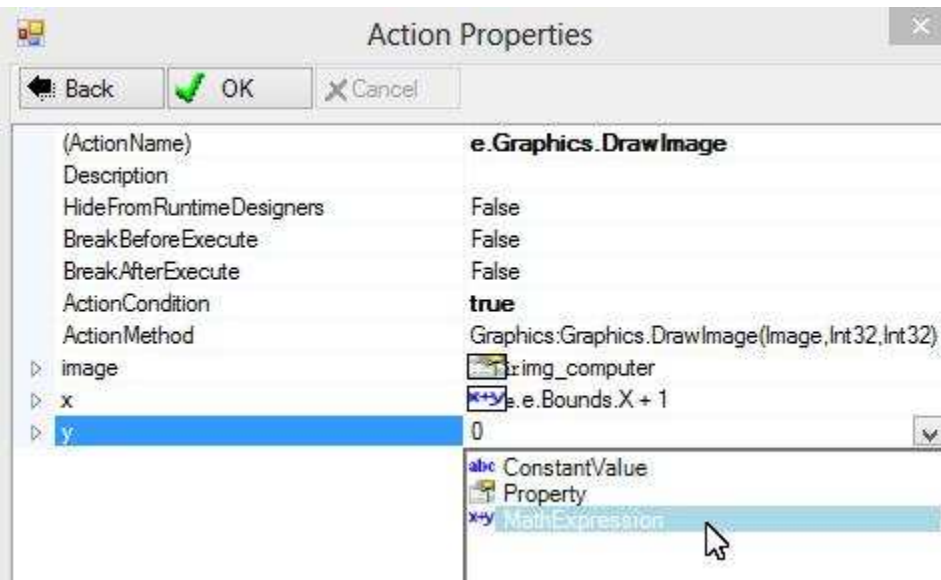 Action Properties
Back OK Cancel
(ActionName) e.Graphics.DrawImage
Description
HideFromRuntimeDesigners False
BreakBeforeExecute False
BreakAfterExecute False
ActionCondition true
ActionMethod Graphics:Graphics.DrawImage(Image,Int32,Int32)
image img_computer
x x+y e.Bounds.X + 1
y 0
abc ConstantValue
Property
x+y MathExpression